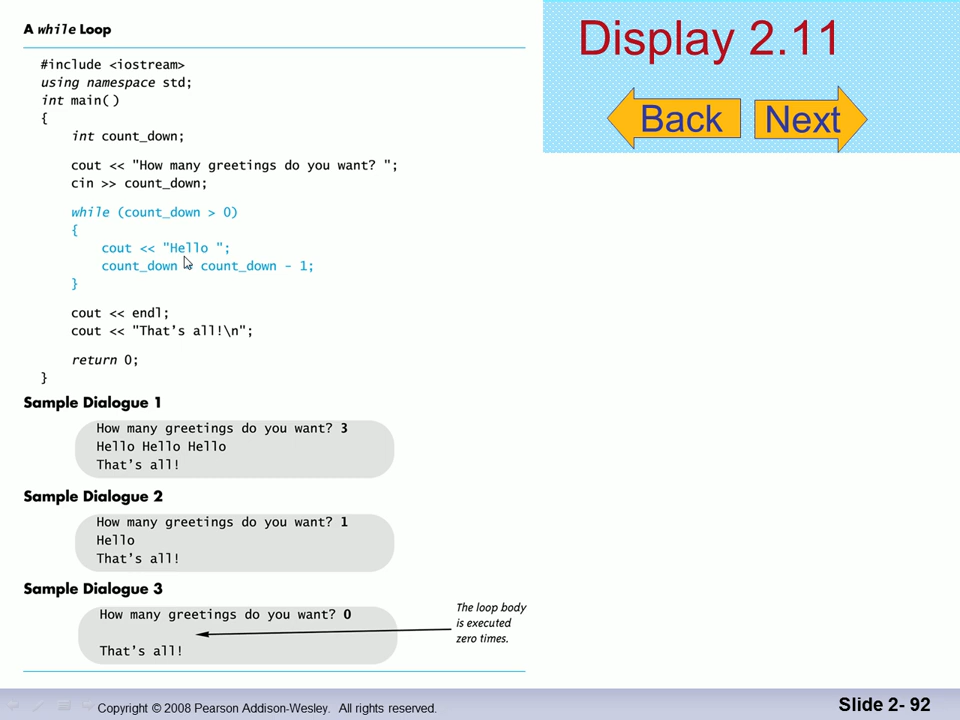 A while Loop
#include <iostream>
using namespace std;
int main( )
{
int count_down;
cout << "How many greetings do you want? ";
cin >> count_down;
while (count_down > 0)
{
cout << "Hello ";
count_down count_down - 1;
}
cout << endl;
cout << "That's all!\n";
return 0;
}
Sample Dialogue 1
How many greetings do you want? 3
Hello Hello Hello
That's all!
Sample Dialogue 2
How many greetings do you want? 1
Hello
That's all!
Sample Dialogue 3
How many greetings do you want? 0
That's all!
The loop body
is executed
zero times.
Display 2.11
Back
Next
Copyright © 2008 Pearson Addison-Wesley. All rights reserved.
Slide 2- 92